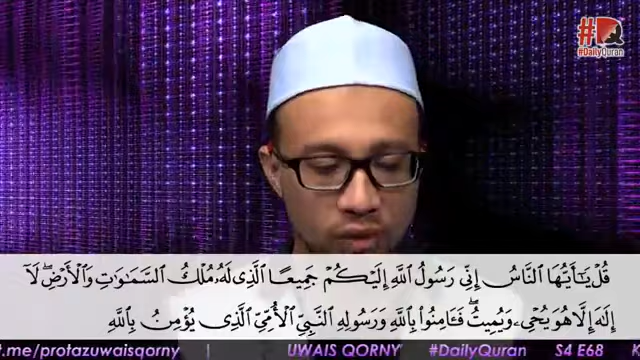 #DailyQuran
قُلْ يَـٰٓأَيُّهَا ٱلنَّاسُ إِنِّى رَسُولُ ٱللَّهِ إِلَيْكُمْ جَمِيعًا ٱلَّذِى لَهُۥ مُلْكُ ٱلسَّمَـٰوَٰتِ وَٱلْأَرْضِ ۖ لَآ
إِلَـٰهَ إِلَّا هُوَ يُحْىِۦ وَيُمِيتُ ۖ فَـَٔامِنُوا۟ بِٱللَّهِ وَرَسُولِهِ ٱلنَّبِىِّ ٱلْأُمِّىِّ ٱلَّذِى يُؤْمِنُ بِٱللَّهِ
t.me/protazuwaisqorny | UWAIS QORNY #DailyQuran S4 E68